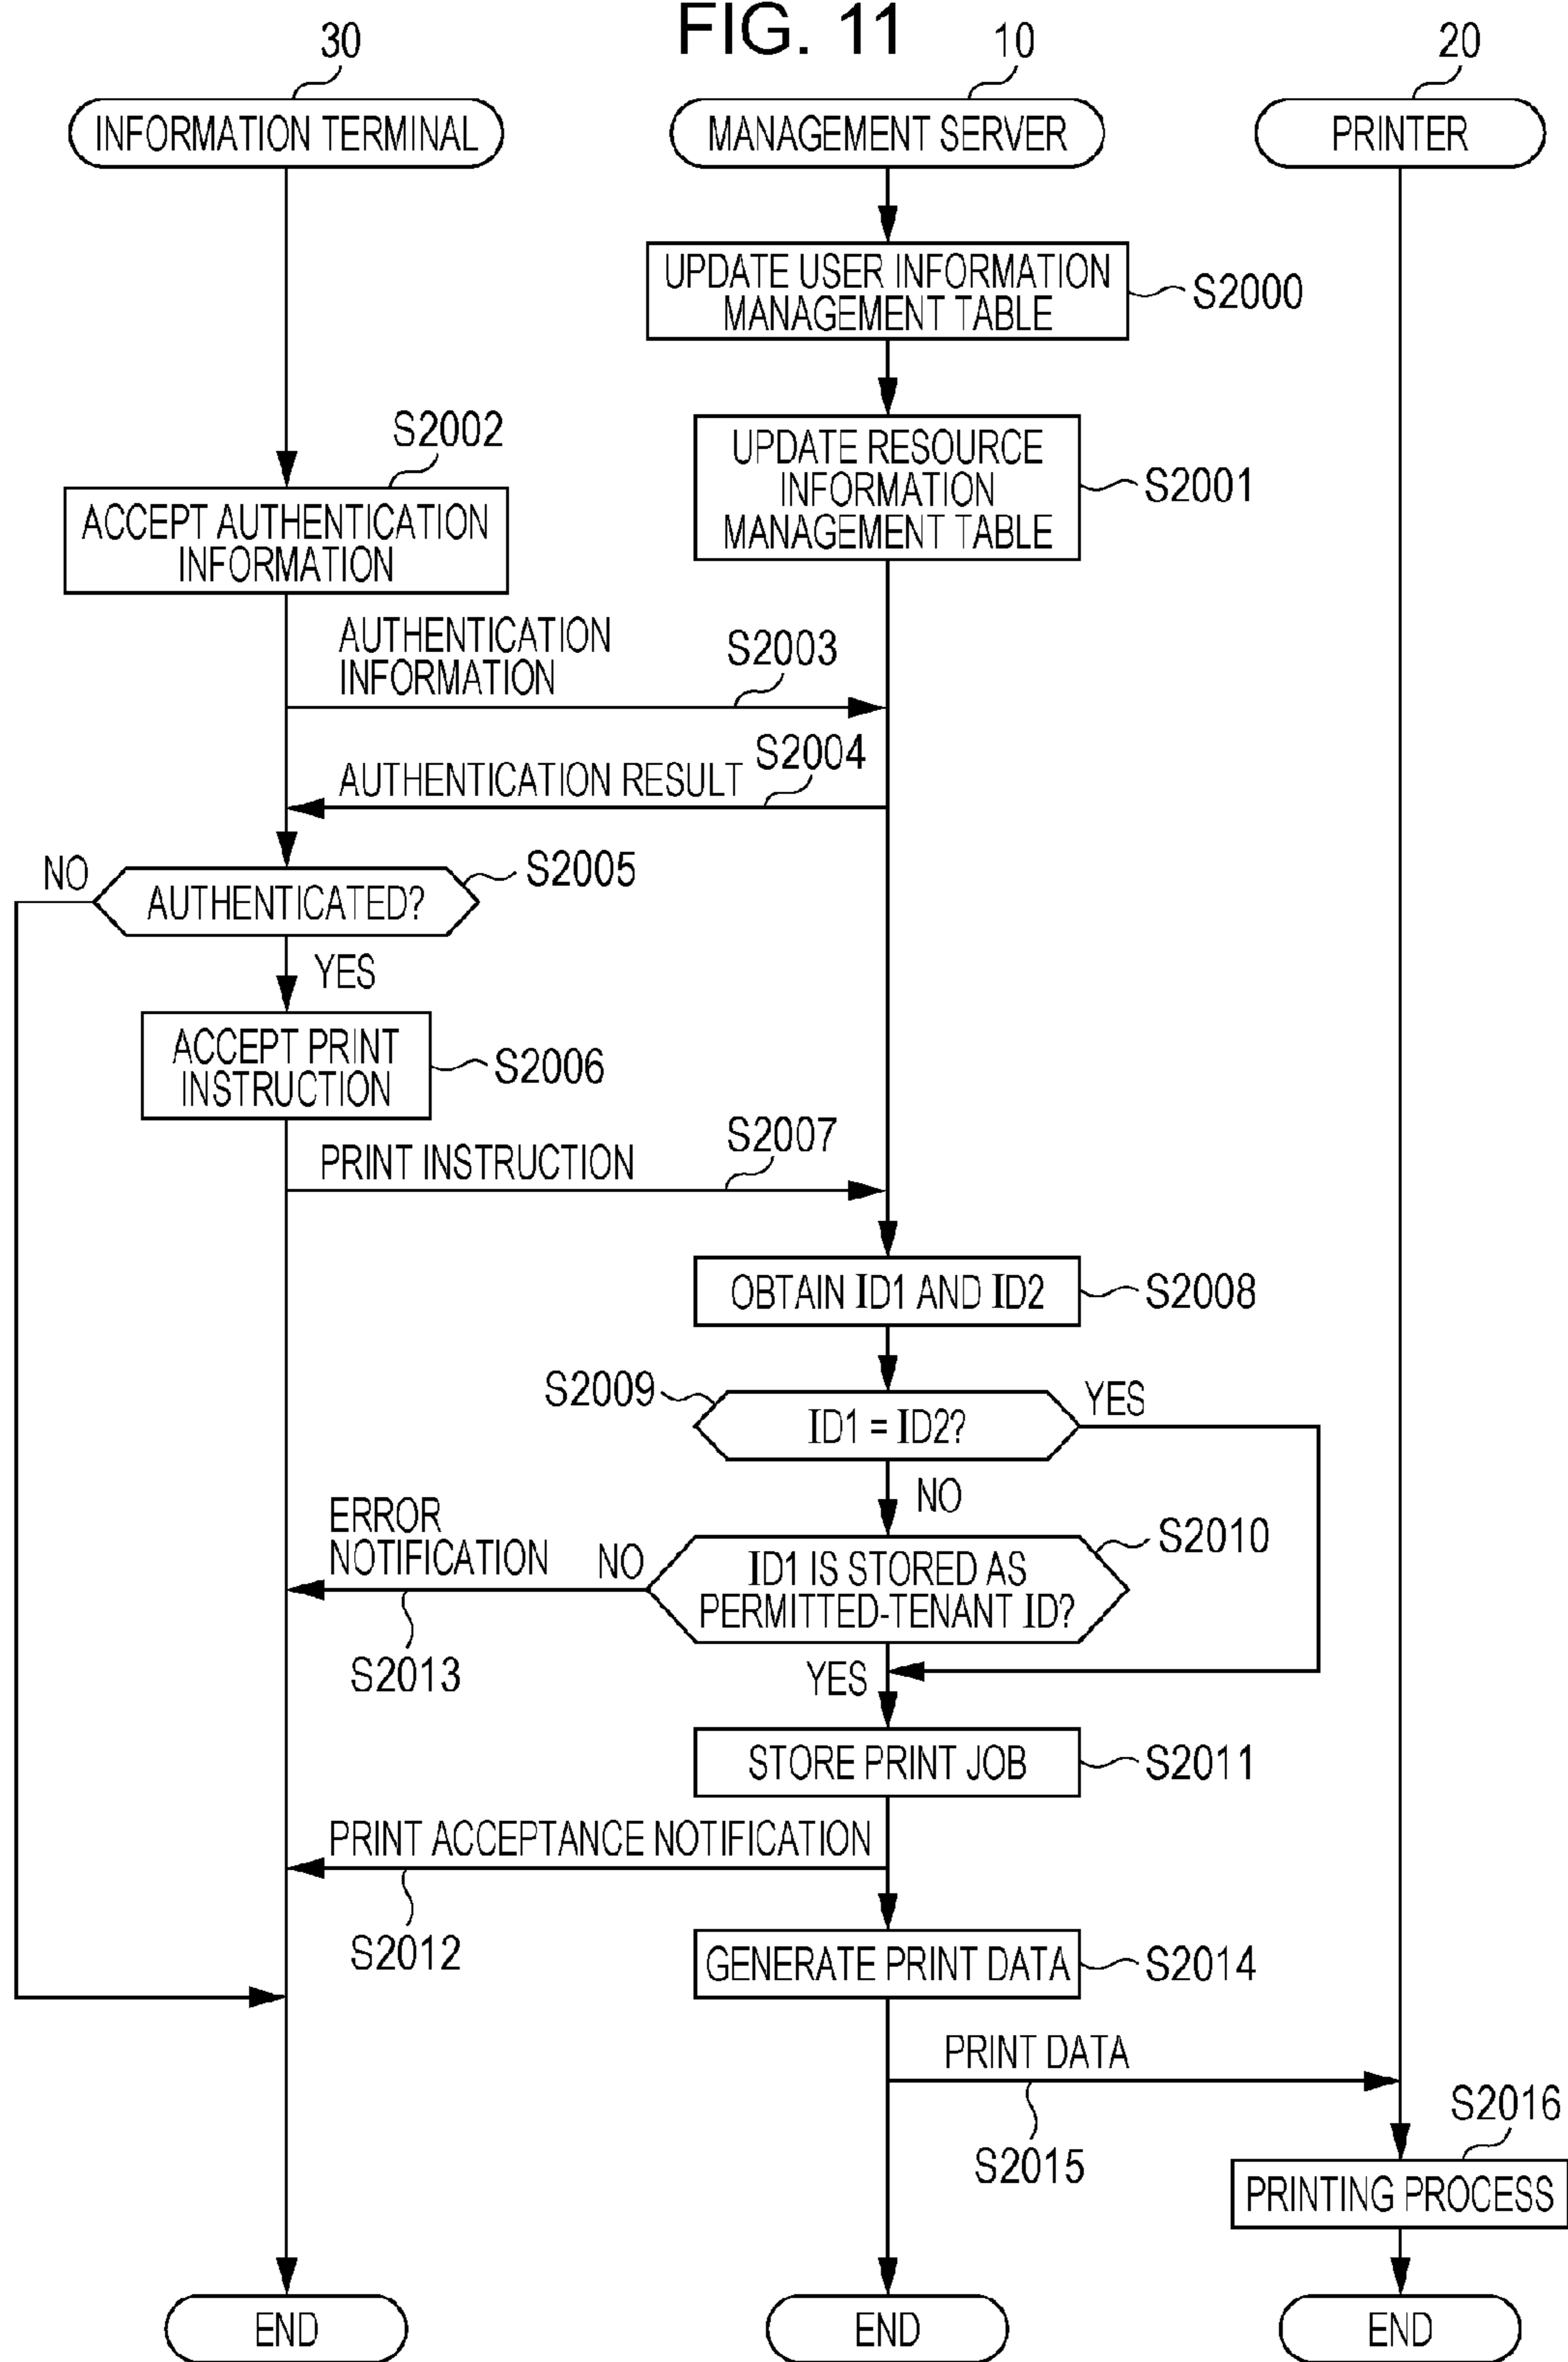 FIG. 11
30
10
20
INFORMATION TERMINAL
MANAGEMENT SERVER
PRINTER
UPDATE USER INFORMATION
MANAGEMENT TABLE
S2000
UPDATE RESOURCE
INFORMATION
MANAGEMENT TABLE
S2001
S2002
ACCEPT AUTHENTICATION
INFORMATION
AUTHENTICATION
INFORMATION
S2003
S2004
AUTHENTICATION RESULT
NO
AUTHENTICATED?
S2005
YES
ACCEPT PRINT
INSTRUCTION
S2006
S2007
PRINT INSTRUCTION
OBTAIN ID1 AND ID2
S2008
S2009
ID1 = ID2?
YES
NO
ERROR
NOTIFICATION
NO
ID1 IS STORED AS
PERMITTED-TENANT ID?
S2010
S2013
YES
STORE PRINT JOB
S2011
PRINT ACCEPTANCE NOTIFICATION
S2012
GENERATE PRINT DATA
S2014
PRINT DATA
S2015
S2016
PRINTING PROCESS
END
END
END